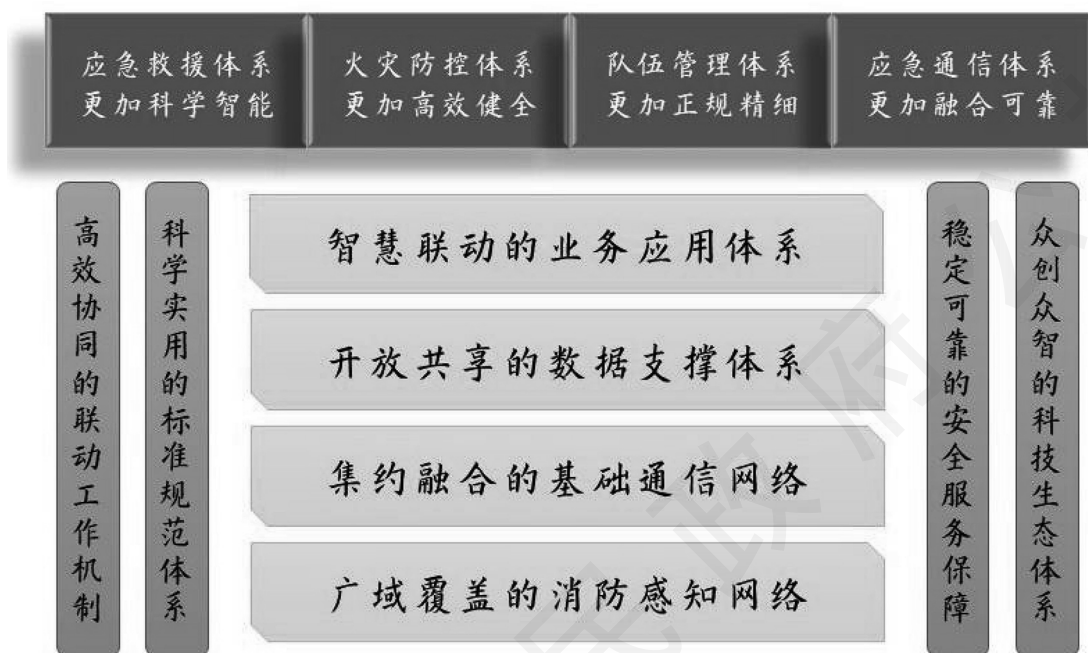 应急救援体系
更加科学智能
火灾防控体系
更加高效健全
队伍管理体系
更加正规精细
应急通信体系
更加融合可靠
高效协同的联动工作机制
科学实用的标准规范体系
智慧联动的业务应用体系
开放共享的数据支撑体系
集约融合的基础通信网络
广域覆盖的消防感知网络
稳定可靠的安全服务保障
众创众智的科技生态体系
民政府公